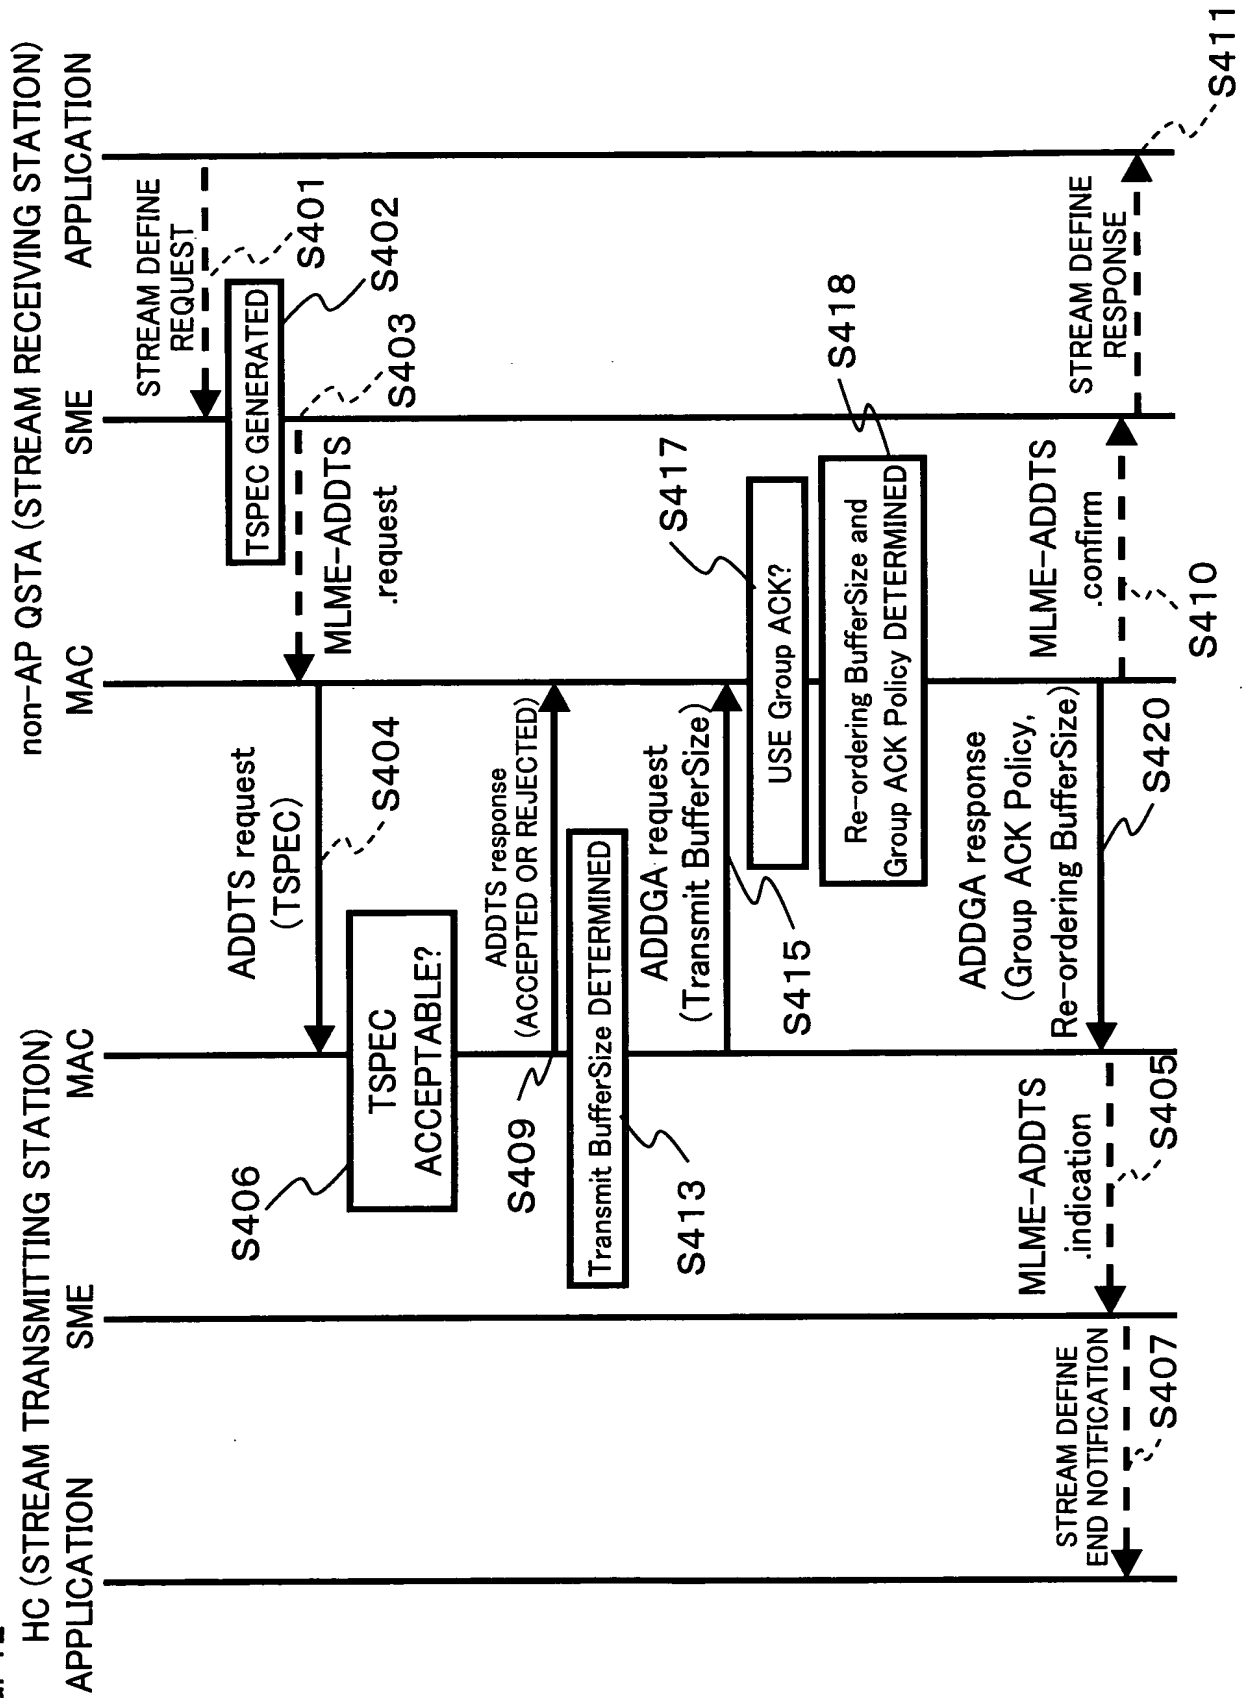 HC (STREAM TRANSMITTING STATION)
non-AP QSTA (STREAM RECEIVING STATION)
APPLICATION
SME
MAC
MAC
SME
APPLICATION
STREAM DEFINE
REQUEST
S401
TSPEC GENERATED
S402
S403
MLME-ADDTS
.request
ADDTS request
(TSPEC)
S404
S406
TSPEC
ACCEPTABLE?
ADDTS response
(ACCEPTED OR REJECTED)
S409
Transmit BufferSize DETERMINED
S413
ADDGA request
(Transmit BufferSize)
S415
S417
USE Group ACK?
S418
Re-ordering BufferSize and
Group ACK Policy DETERMINED
ADDGA response
(Group ACK Policy,
Re-ordering BufferSize)
S420
MLME-ADDTS
.confirm
S410
STREAM DEFINE
RESPONSE
S411
MLME-ADDTS
.indication
S405
STREAM DEFINE
END NOTIFICATION
S407